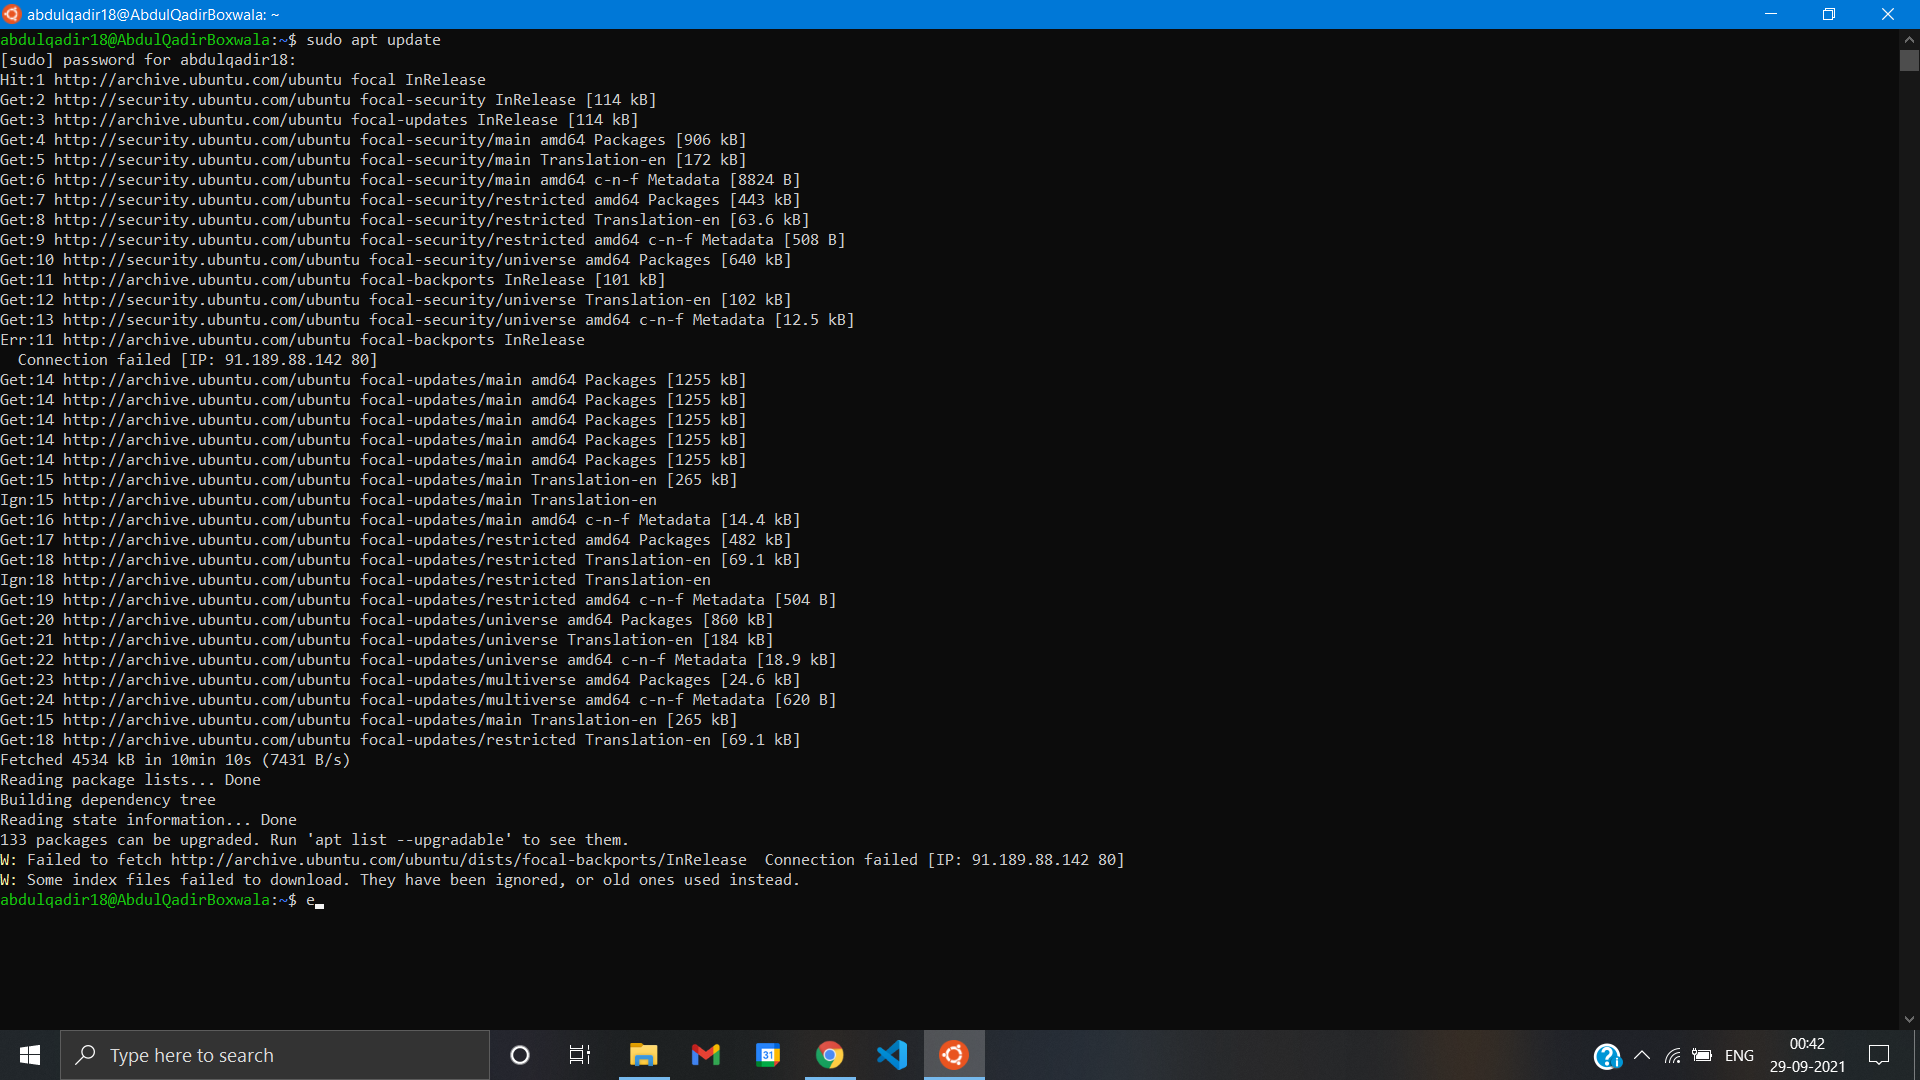 abdulqadir18@AbdulQadirBoxwala: ~
abdulqadir18@AbdulQadirBoxwala:~$ sudo apt update
[sudo] password for abdulqadir18:
Hit:1 http://archive.ubuntu.com/ubuntu focal InRelease
Get:2 http://security.ubuntu.com/ubuntu focal-security InRelease [114 kB]
Get:3 http://archive.ubuntu.com/ubuntu focal-updates InRelease [114 kB]
Get:4 http://security.ubuntu.com/ubuntu focal-security/main amd64 Packages [906 kB]
Get:5 http://security.ubuntu.com/ubuntu focal-security/main Translation-en [172 kB]
Get:6 http://security.ubuntu.com/ubuntu focal-security/main amd64 c-n-f Metadata [8824 B]
Get:7 http://security.ubuntu.com/ubuntu focal-security/restricted amd64 Packages [443 kB]
Get:8 http://security.ubuntu.com/ubuntu focal-security/restricted Translation-en [63.6 kB]
Get:9 http://security.ubuntu.com/ubuntu focal-security/restricted amd64 c-n-f Metadata [508 B]
Get:10 http://security.ubuntu.com/ubuntu focal-security/universe amd64 Packages [640 kB]
Get:11 http://archive.ubuntu.com/ubuntu focal-backports InRelease [101 kB]
Get:12 http://security.ubuntu.com/ubuntu focal-security/universe Translation-en [102 kB]
Get:13 http://security.ubuntu.com/ubuntu focal-security/universe amd64 c-n-f Metadata [12.5 kB]
Err:11 http://archive.ubuntu.com/ubuntu focal-backports InRelease
  Connection failed [IP: 91.189.88.142 80]
Get:14 http://archive.ubuntu.com/ubuntu focal-updates/main amd64 Packages [1255 kB]
Get:14 http://archive.ubuntu.com/ubuntu focal-updates/main amd64 Packages [1255 kB]
Get:14 http://archive.ubuntu.com/ubuntu focal-updates/main amd64 Packages [1255 kB]
Get:14 http://archive.ubuntu.com/ubuntu focal-updates/main amd64 Packages [1255 kB]
Get:14 http://archive.ubuntu.com/ubuntu focal-updates/main amd64 Packages [1255 kB]
Get:15 http://archive.ubuntu.com/ubuntu focal-updates/main Translation-en [265 kB]
Ign:15 http://archive.ubuntu.com/ubuntu focal-updates/main Translation-en
Get:16 http://archive.ubuntu.com/ubuntu focal-updates/main amd64 c-n-f Metadata [14.4 kB]
Get:17 http://archive.ubuntu.com/ubuntu focal-updates/restricted amd64 Packages [482 kB]
Get:18 http://archive.ubuntu.com/ubuntu focal-updates/restricted Translation-en [69.1 kB]
Ign:18 http://archive.ubuntu.com/ubuntu focal-updates/restricted Translation-en
Get:19 http://archive.ubuntu.com/ubuntu focal-updates/restricted amd64 c-n-f Metadata [504 B]
Get:20 http://archive.ubuntu.com/ubuntu focal-updates/universe amd64 Packages [860 kB]
Get:21 http://archive.ubuntu.com/ubuntu focal-updates/universe Translation-en [184 kB]
Get:22 http://archive.ubuntu.com/ubuntu focal-updates/universe amd64 c-n-f Metadata [18.9 kB]
Get:23 http://archive.ubuntu.com/ubuntu focal-updates/multiverse amd64 Packages [24.6 kB]
Get:24 http://archive.ubuntu.com/ubuntu focal-updates/multiverse amd64 c-n-f Metadata [620 B]
Get:15 http://archive.ubuntu.com/ubuntu focal-updates/main Translation-en [265 kB]
Get:18 http://archive.ubuntu.com/ubuntu focal-updates/restricted Translation-en [69.1 kB]
Fetched 4534 kB in 10min 10s (7431 B/s)
Reading package lists... Done
Building dependency tree
Reading state information... Done
133 packages can be upgraded. Run 'apt list --upgradable' to see them.
W: Failed to fetch http://archive.ubuntu.com/ubuntu/dists/focal-backports/InRelease  Connection failed [IP: 91.189.88.142 80]
W: Some index files failed to download. They have been ignored, or old ones used instead.
abdulqadir18@AbdulQadirBoxwala:~$ e
Type here to search
31
ENG
00:42
29-09-2021